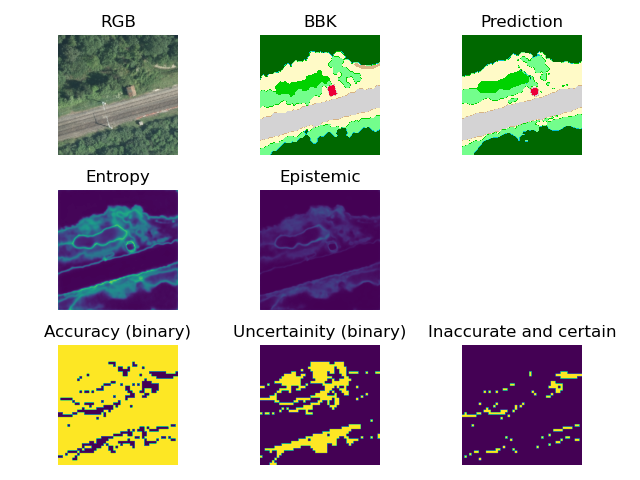 RGB
BBK
Prediction
Entropy
Epistemic
Accuracy (binary)
Uncertainity (binary)
Inaccurate and certain